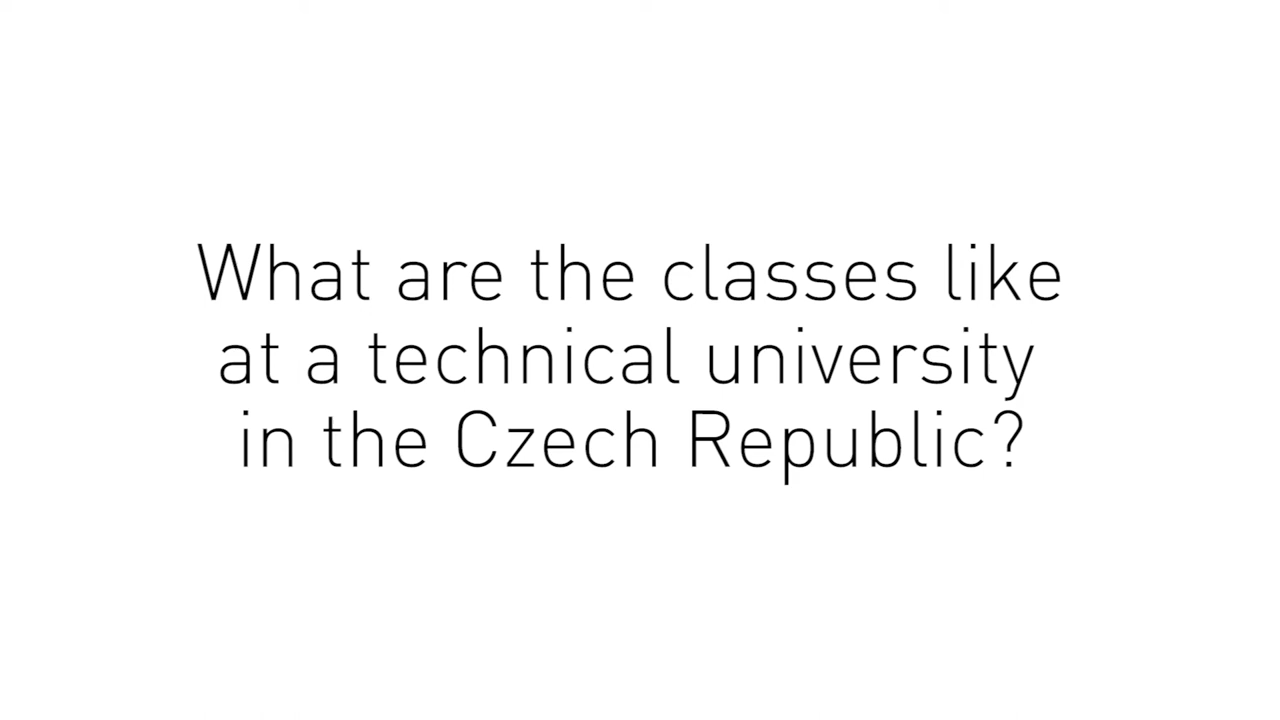 What are the classes like
at a technical university
in the Czech Republic?